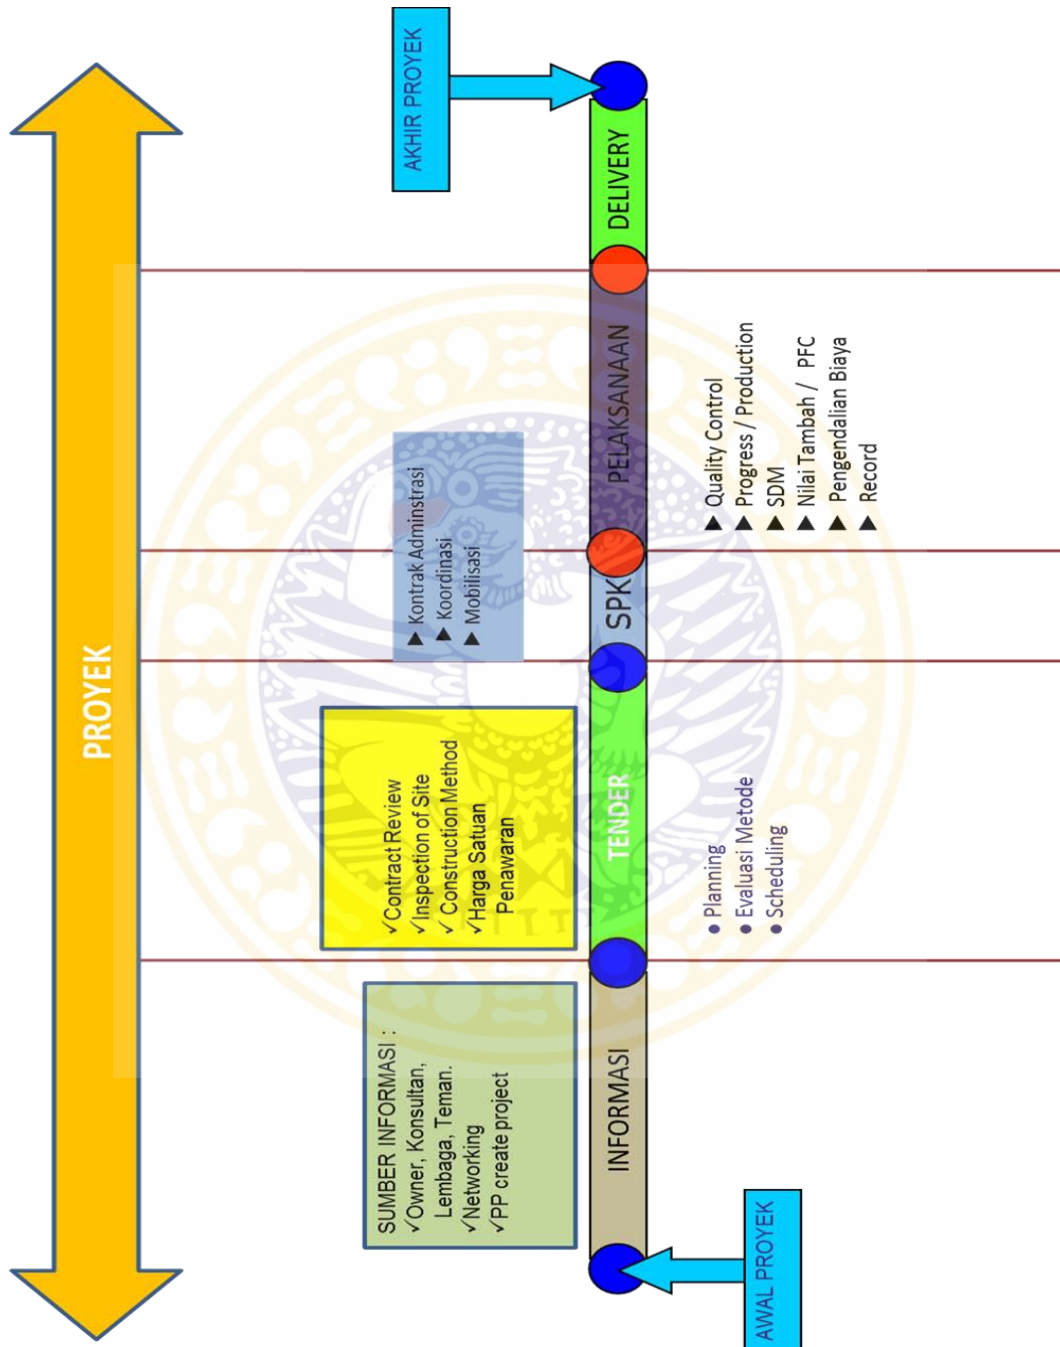 PROYEK
SUMBER INFORMASI :
✓Owner, Konsultan,
Lembaga, Teman.
✓Networking
✓PP create project
✓Contract Review
✓Inspection of Site
✓ Construction Method
✓Harga Satuan
Penawaran
▶ Kontrak Adminstrasi
▶ Koordinasi
▶ Mobilisasi
AKHIR PROYEK
INFORMASI
TENDER
SPK
PELAKSANAAN
DELIVERY
AWAL PROYEK
● Planning
● Evaluasi Metode
● Scheduling
▶ Quality Control
▶ Progress / Production
▶ SDM
▶ Nilai Tambah / PFC
▶ Pengendalian Biaya
▶ Record